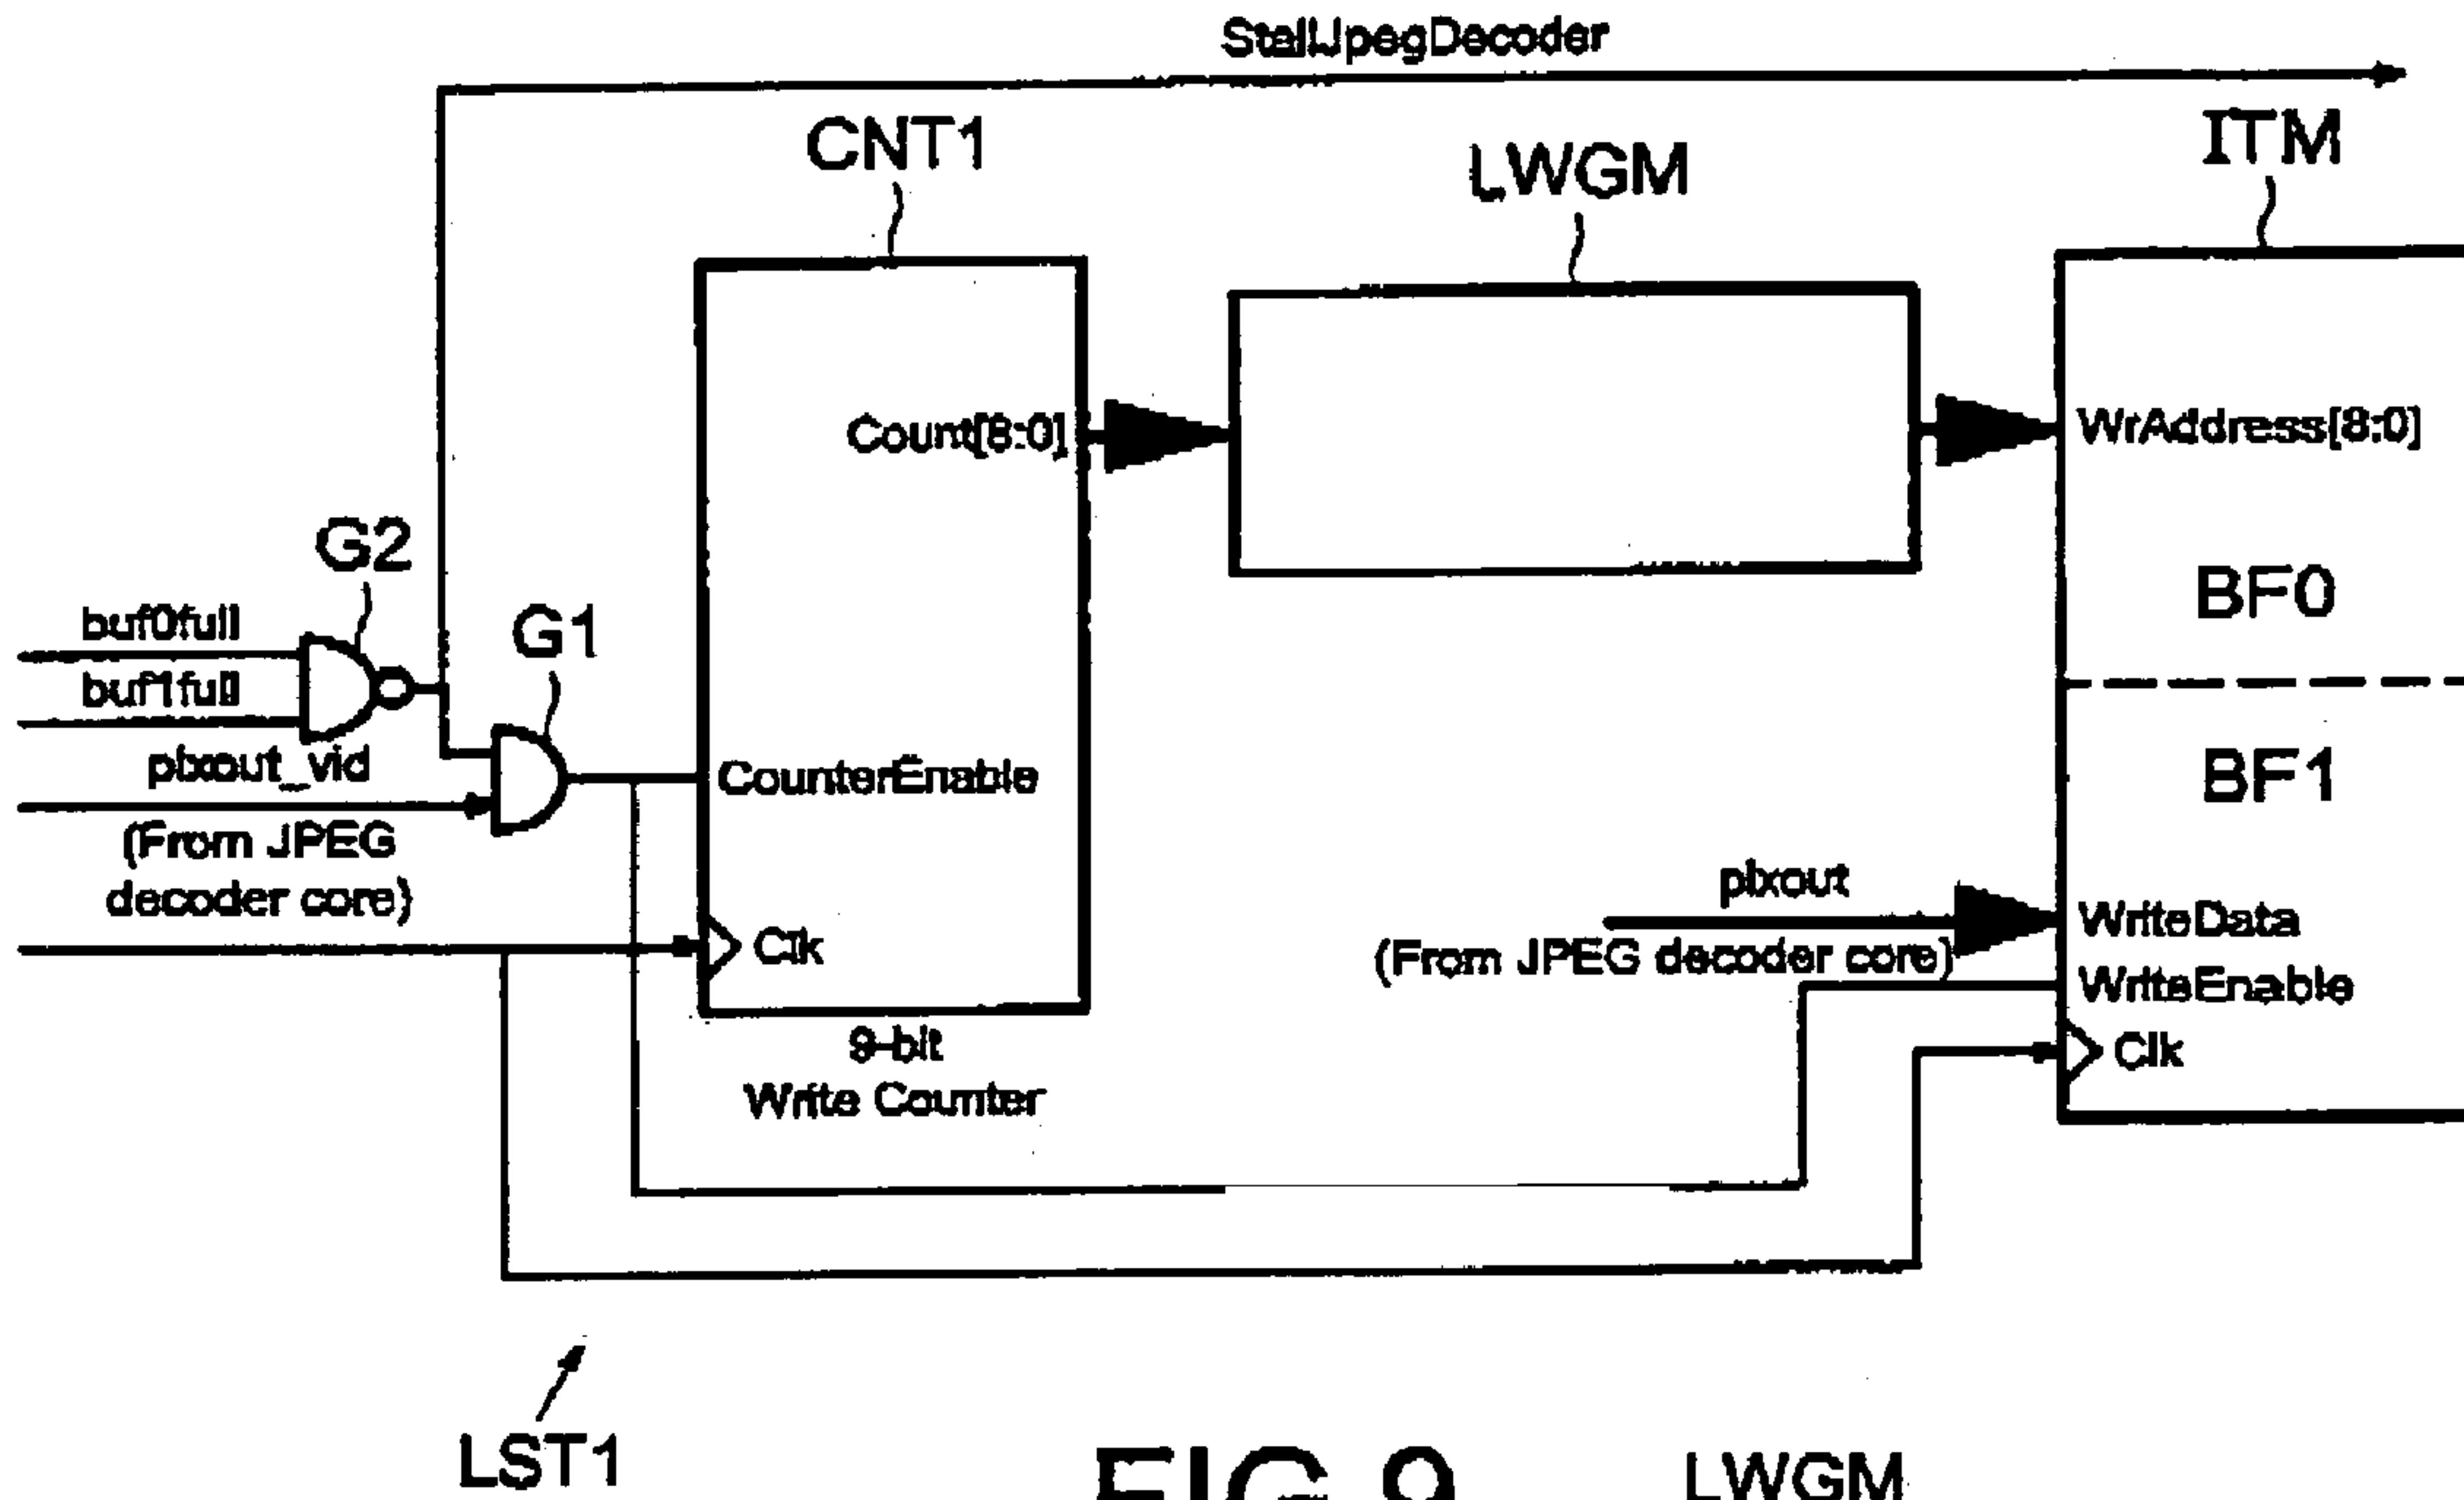 StallJpegDecoder
CNT1
LWGM
ITM
Count[8:0]
WrAddress[8:0]
G2
BF0
buf0full
G1
buf1full
pixout_vld
CounterEnable
BF1
(From JPEG
decoder core)
pixout
WriteData
Clk
(From JPEG decoder core)
WriteEnable
9-bit
Clk
Write Counter
LST1
LWGM